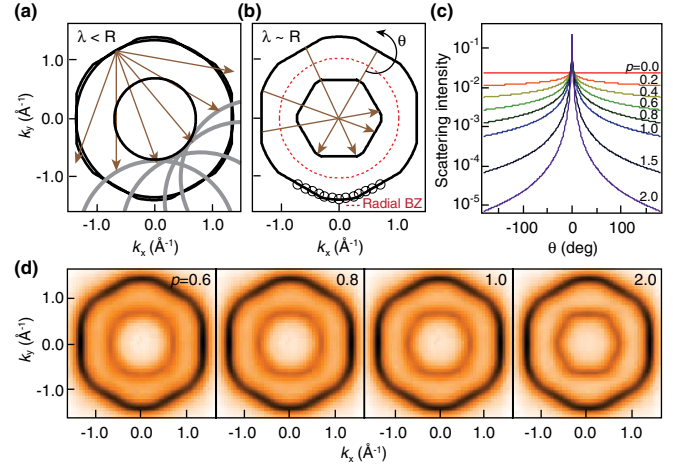 (a)
λ < R
k_y (Å⁻¹)
1.0
0.0
-1.0
-1.0 0.0 1.0
k_x (Å⁻¹)
(b)
λ ~ R
θ
Radial BZ
-1.0 0.0 1.0
k_x (Å⁻¹)
(c)
Scattering intensity
10⁻¹
10⁻²
10⁻³
10⁻⁴
10⁻⁵
p=0.0
0.2
0.4
0.6
0.8
1.0
1.5
2.0
-100 0 100
θ (deg)
(d)
k_y (Å⁻¹)
1.0
0.0
-1.0
p=0.6
0.8
1.0
2.0
-1.0 0.0 1.0 -1.0 0.0 1.0 -1.0 0.0 1.0 -1.0 0.0 1.0
k_x (Å⁻¹)